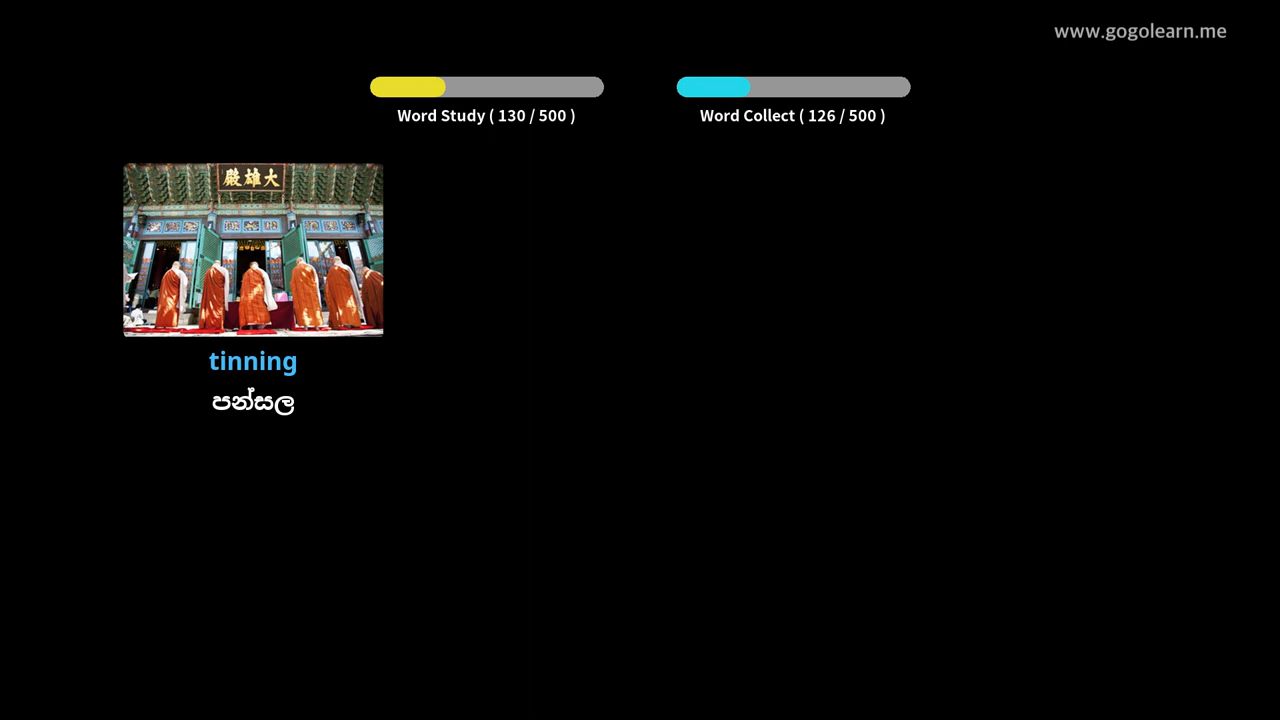 www.gogolearn.me
Word Study ( 130 / 500 )
Word Collect ( 126 / 500 )
殿雄大
tinning
පන්සල